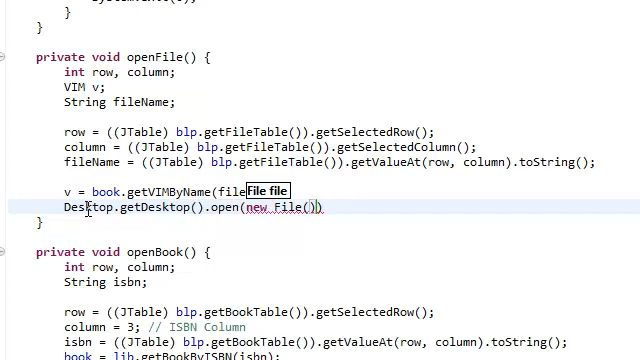 }
}
private void openFile() {
int row, column;
VIM v;
String fileName;
row = ((JTable) blp.getFileTable()).getSelectedRow();
column = ((JTable) blp.getFileTable()).getSelectedColumn();
fileName = ((JTable) blp.getFileTable()).getValueAt(row, column).toString();
v = book.getVIMByName(file
File file
Desktop.getDesktop().open(new File())
}
private void openBook() {
int row, column;
String isbn;
row = ((JTable) blp.getBookTable()).getSelectedRow();
column = 3; // ISBN Column
isbn = ((JTable) blp.getBookTable()).getValueAt(row, column).toString();
book = lib.getBookByISBN(isbn);